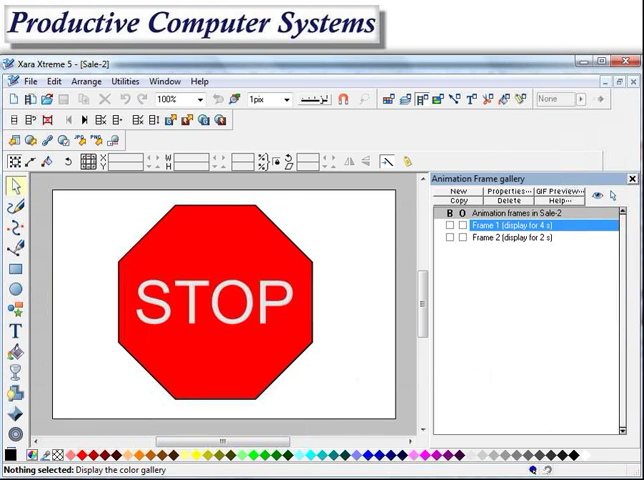 Productive Computer Systems
Xara Xtreme 5 - [Sale-2]
File Edit Arrange Utilities Window Help
100% 1pix None
X
Y
W
H
Animation Frame gallery
New Properties... GIF Preview...
Copy Delete Help...
B O Animation frames in Sale-2
Frame 1 (display for 4 s)
Frame 2 (display for 2 s)
STOP
Nothing selected: Display the color gallery